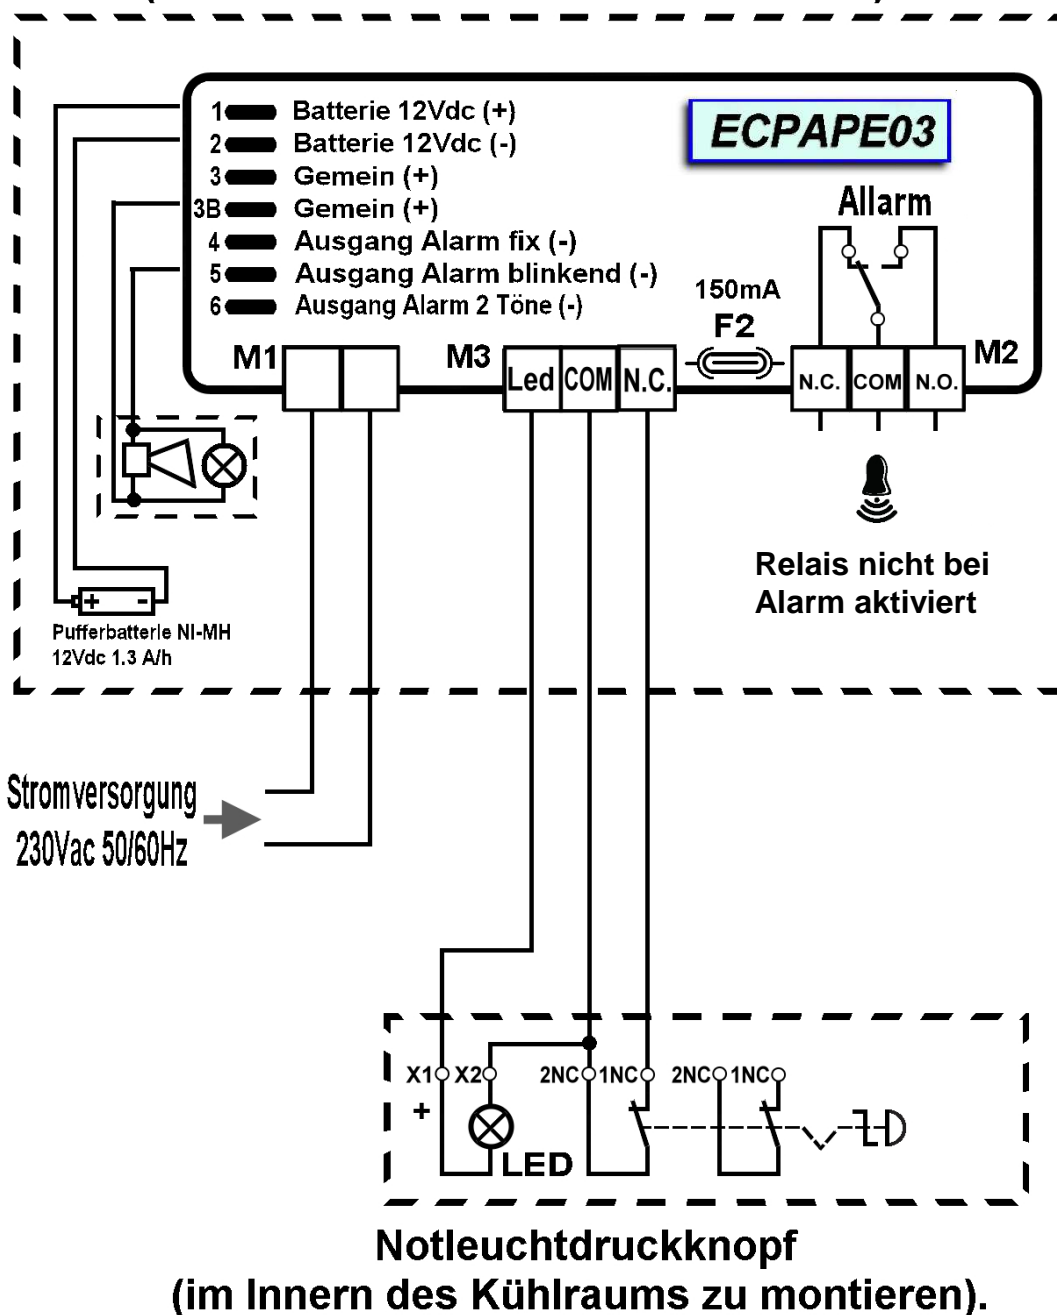 1 Batterie 12Vdc (+)
2 Batterie 12Vdc (-)
3 Gemein (+)
3B Gemein (+)
4 Ausgang Alarm fix (-)
5 Ausgang Alarm blinkend (-)
6 Ausgang Alarm 2 Töne (-)
ECPAPE03
Allarm
150mA
F2
M1
M3
M2
Led COM N.C.
N.C. COM N.O.
Relais nicht bei
Alarm aktiviert
+ -
Pufferbatterie NI-MH
12Vdc 1.3 A/h
Stromversorgung
230Vac 50/60Hz
X1 X2 2NC 1NC 2NC 1NC
+
LED
Notleuchtdruckknopf
(im Innern des Kühlraums zu montieren).